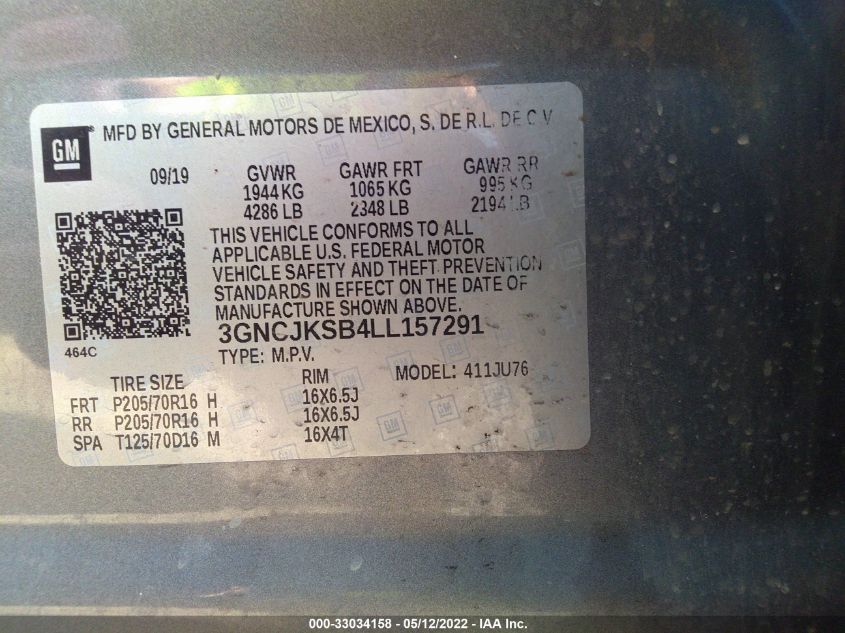 GM ® MFD BY GENERAL MOTORS DE MEXICO, S. DE R.L. DE C V
09/19 GVWR GAWR FRT GAWR RR
1944 KG 1065 KG 995 KG
4286 LB 2348 LB 2194 LB
THIS VEHICLE CONFORMS TO ALL
APPLICABLE U.S. FEDERAL MOTOR
VEHICLE SAFETY AND THEFT PREVENTION
STANDARDS IN EFFECT ON THE DATE OF
MANUFACTURE SHOWN ABOVE.
3GNCJKSB4LL157291
464C
TYPE: M.P.V. MODEL: 411JU76
TIRE SIZE RIM
FRT P205/70R16 H 16X6.5J
RR P205/70R16 H 16X6.5J
SPA T125/70D16 M 16X4T
000-33034158 - 05/12/2022 - IAA Inc.